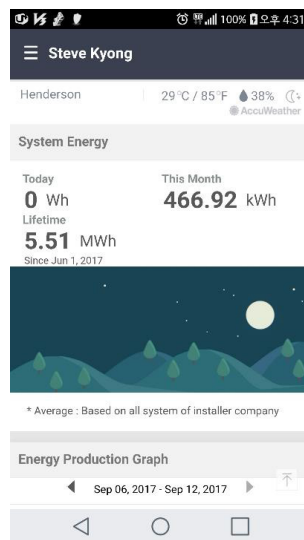 100% 오후 4:31
Steve Kyong
Henderson 29°C / 85°F 38%
AccuWeather
System Energy
Today This Month
0 Wh 466.92 kWh
Lifetime
5.51 MWh
Since Jun 1, 2017
* Average : Based on all system of installer company
Energy Production Graph
Sep 06, 2017 - Sep 12, 2017